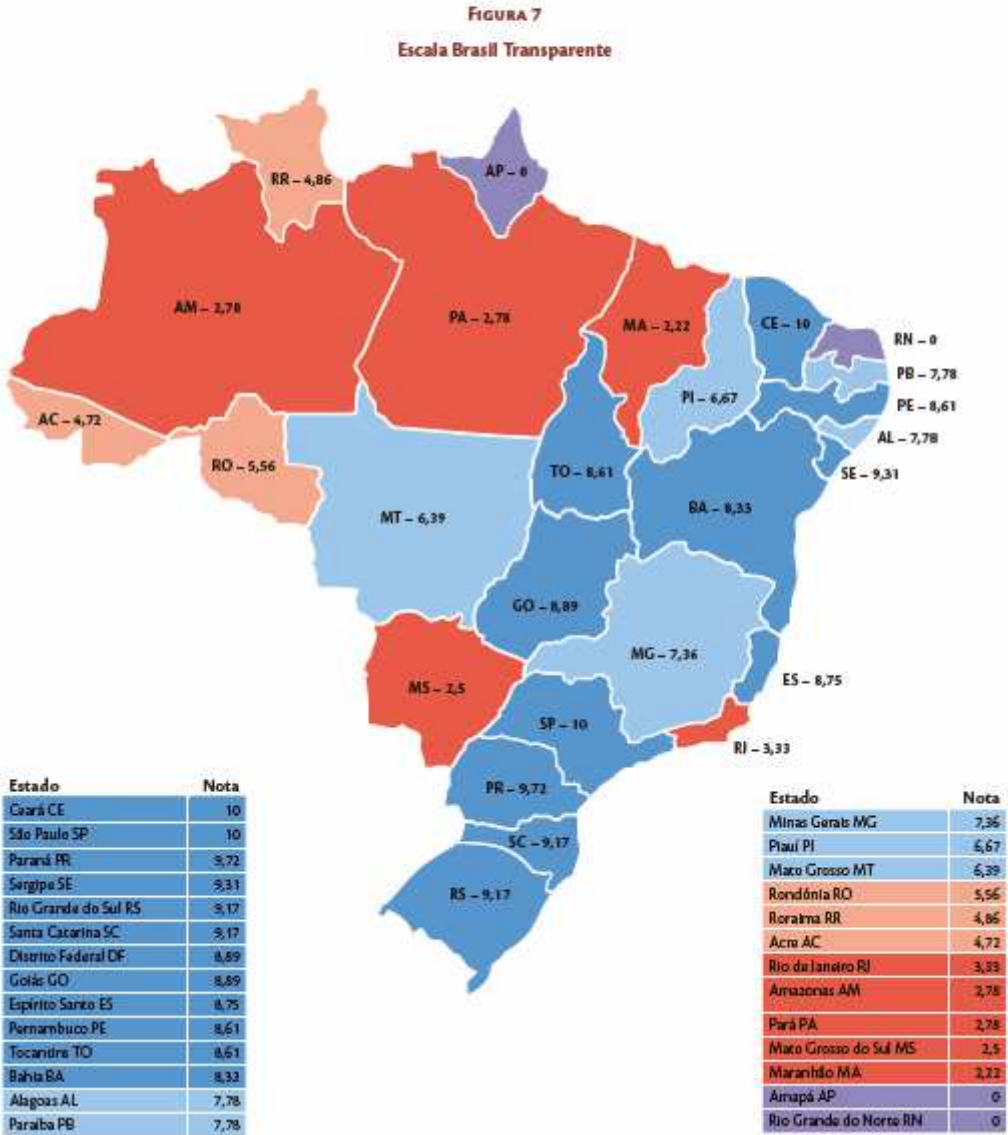 FIGURA 7
Escala Brasil Transparente
RR – 4,86
AP – 0
AM – 2,78
PA – 2,78
MA – 2,22
CE – 10
RN – 0
PB – 7,78
PI – 6,67
PE – 8,61
AC – 4,72
AL – 7,78
RO – 5,56
TO – 8,61
SE – 9,31
BA – 8,33
MT – 6,39
GO – 8,89
MG – 7,36
ES – 8,75
MS – 2,5
SP – 10
RJ – 3,33
PR – 9,72
SC – 9,17
RS – 9,17
Estado Nota
Ceará CE 10
São Paulo SP 10
Paraná PR 9,72
Sergipe SE 9,31
Rio Grande do Sul RS 9,17
Santa Catarina SC 9,17
Distrito Federal DF 8,89
Goiás GO 8,89
Espírito Santo ES 8,75
Pernambuco PE 8,61
Tocantins TO 8,61
Bahia BA 8,33
Alagoas AL 7,78
Paraíba PB 7,78
Estado Nota
Minas Gerais MG 7,36
Piauí PI 6,67
Mato Grosso MT 6,39
Rondônia RO 5,56
Roraima RR 4,86
Acre AC 4,72
Rio de Janeiro RJ 3,33
Amazonas AM 2,78
Pará PA 2,78
Mato Grosso do Sul MS 2,5
Maranhão MA 2,22
Amapá AP 0
Rio Grande do Norte RN 0